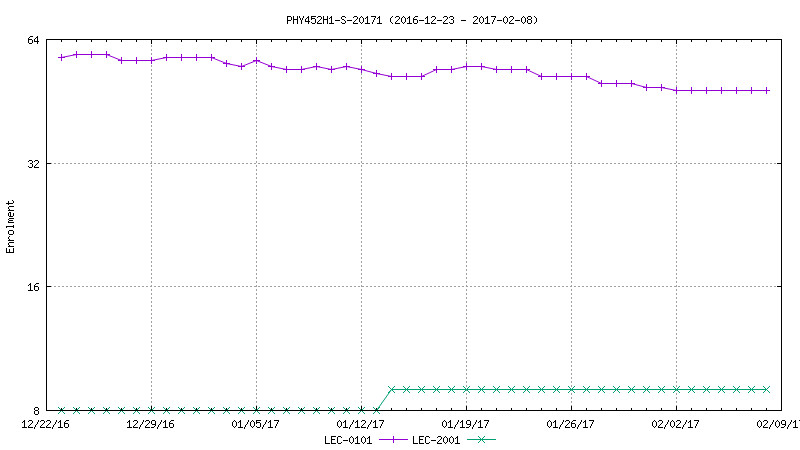 PHY452H1-S-20171 (2016-12-23 - 2017-02-08)
64
32
16
8
Enrolment
12/22/16 12/29/16 01/05/17 01/12/17 01/19/17 01/26/17 02/02/17 02/09/1
LEC-0101 LEC-2001